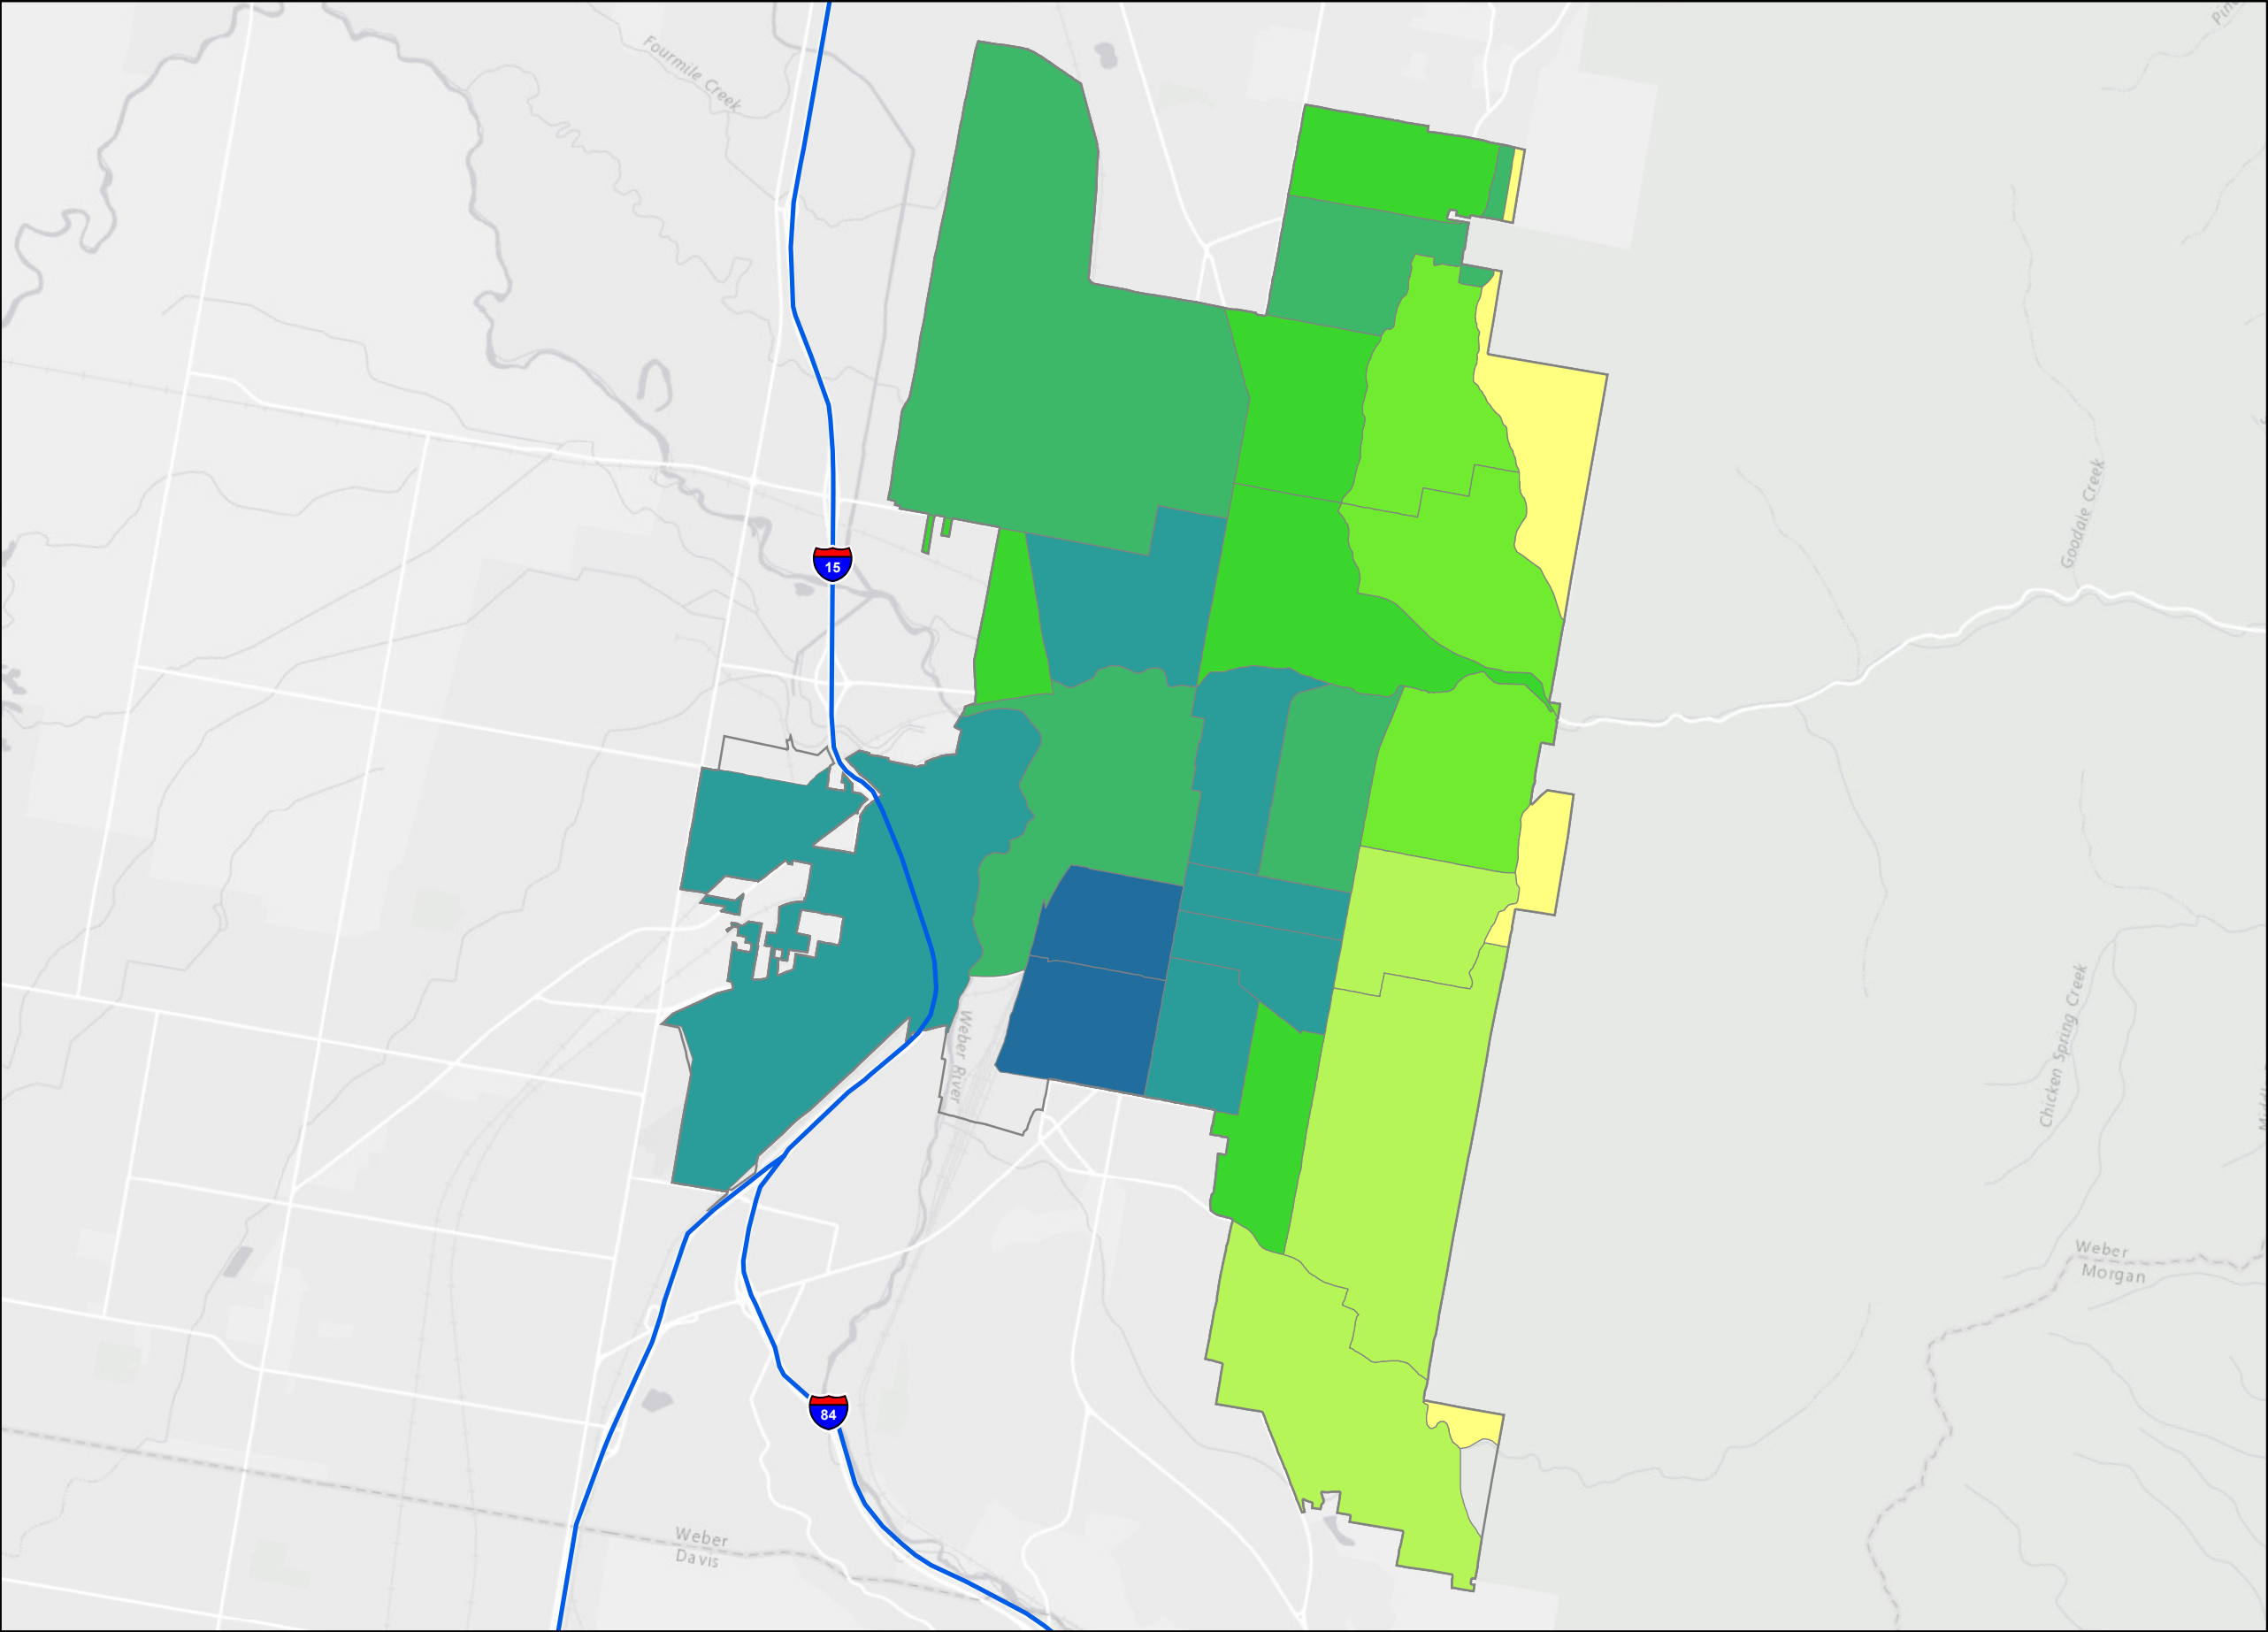 Fourmile Creek
15
Goodale Creek
Chicken Spring Creek
Weber River
Weber
Morgan
84
Weber
Davis